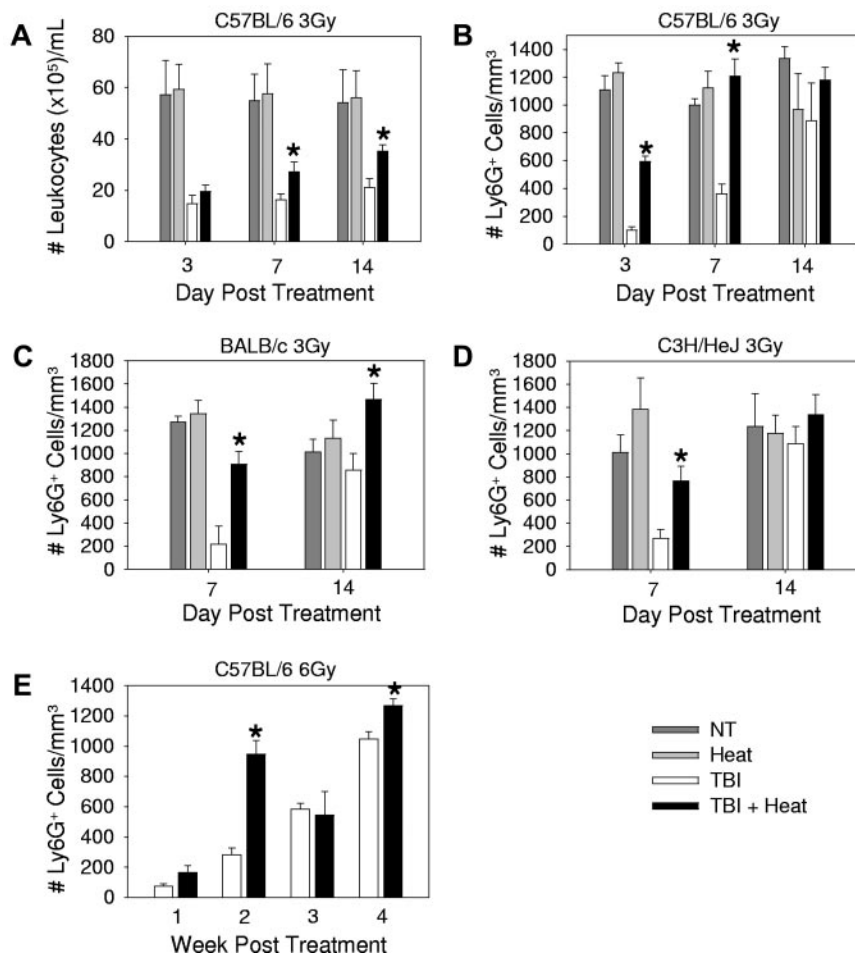 A
C57BL/6 3Gy
# Leukocytes (x10⁵)/mL
80
60
40
20
0
*
*
3 7 14
Day Post Treatment
B
C57BL/6 3Gy
# Ly6G⁺ Cells/mm³
1400
1200
1000
800
600
400
200
0
*
*
3 7 14
Day Post Treatment
C
BALB/c 3Gy
# Ly6G⁺ Cells/mm³
1800
1600
1400
1200
1000
800
600
400
200
0
*
*
7 14
Day Post Treatment
D
C3H/HeJ 3Gy
# Ly6G⁺ Cells/mm³
1800
1600
1400
1200
1000
800
600
400
200
0
*
7 14
Day Post Treatment
E
C57BL/6 6Gy
# Ly6G⁺ Cells/mm³
1400
1200
1000
800
600
400
200
0
*
*
1 2 3 4
Week Post Treatment
NT
Heat
TBI
TBI + Heat